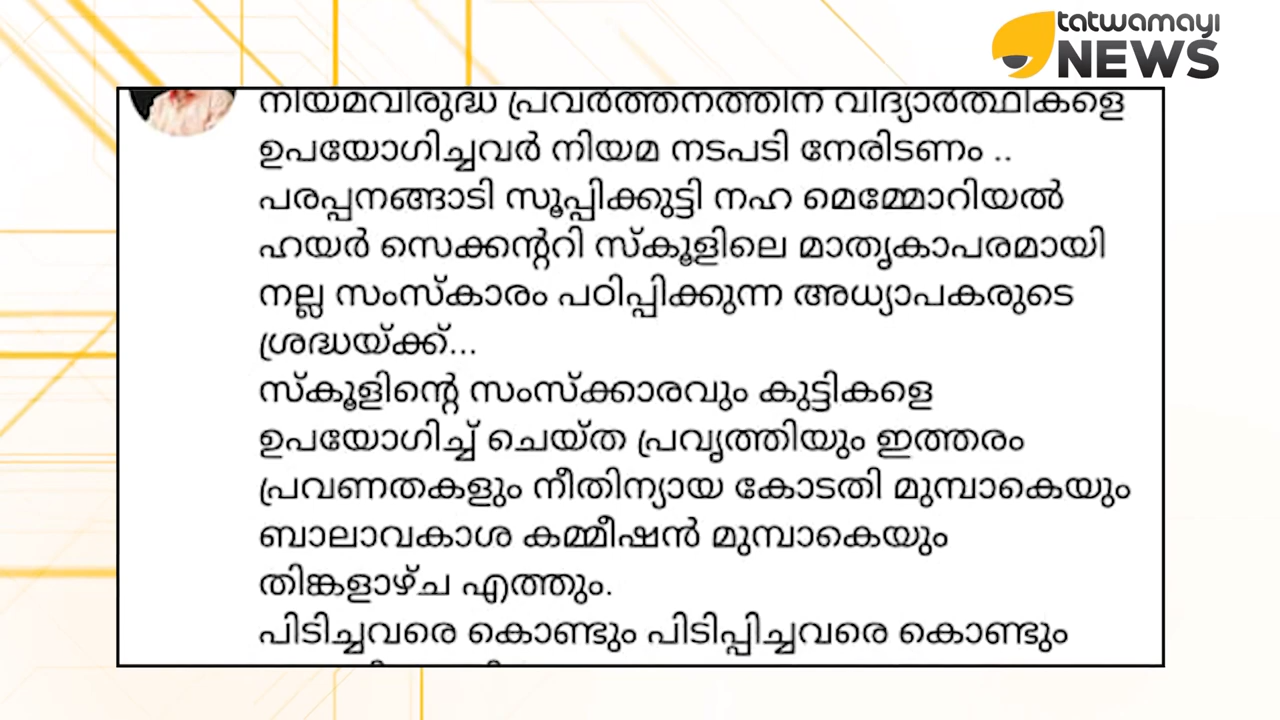 tatwamayi
NEWS
നിയമവിരുദ്ധ പ്രവർത്തനത്തിന് വിദ്യാർത്ഥികളെ
ഉപയോഗിച്ചവർ നിയമ നടപടി നേരിടണം ..
പരപ്പനങ്ങാടി സൂപ്പിക്കുട്ടി നഹ മെമ്മോറിയൽ
ഹയർ സെക്കന്ററി സ്കൂളിലെ മാതൃകാപരമായി
നല്ല സംസ്കാരം പഠിപ്പിക്കുന്ന അധ്യാപകരുടെ
ശ്രദ്ധയ്ക്ക്...
സ്കൂളിന്റെ സംസ്ക്കാരവും കുട്ടികളെ
ഉപയോഗിച്ച് ചെയ്ത പ്രവൃത്തിയും ഇത്തരം
പ്രവണതകളും നീതിന്യായ കോടതി മുമ്പാകെയും
ബാലാവകാശ കമ്മീഷൻ മുമ്പാകെയും
തിങ്കളാഴ്ച എത്തും.
പിടിച്ചവരെ കൊണ്ടും പിടിപ്പിച്ചവരെ കൊണ്ടും